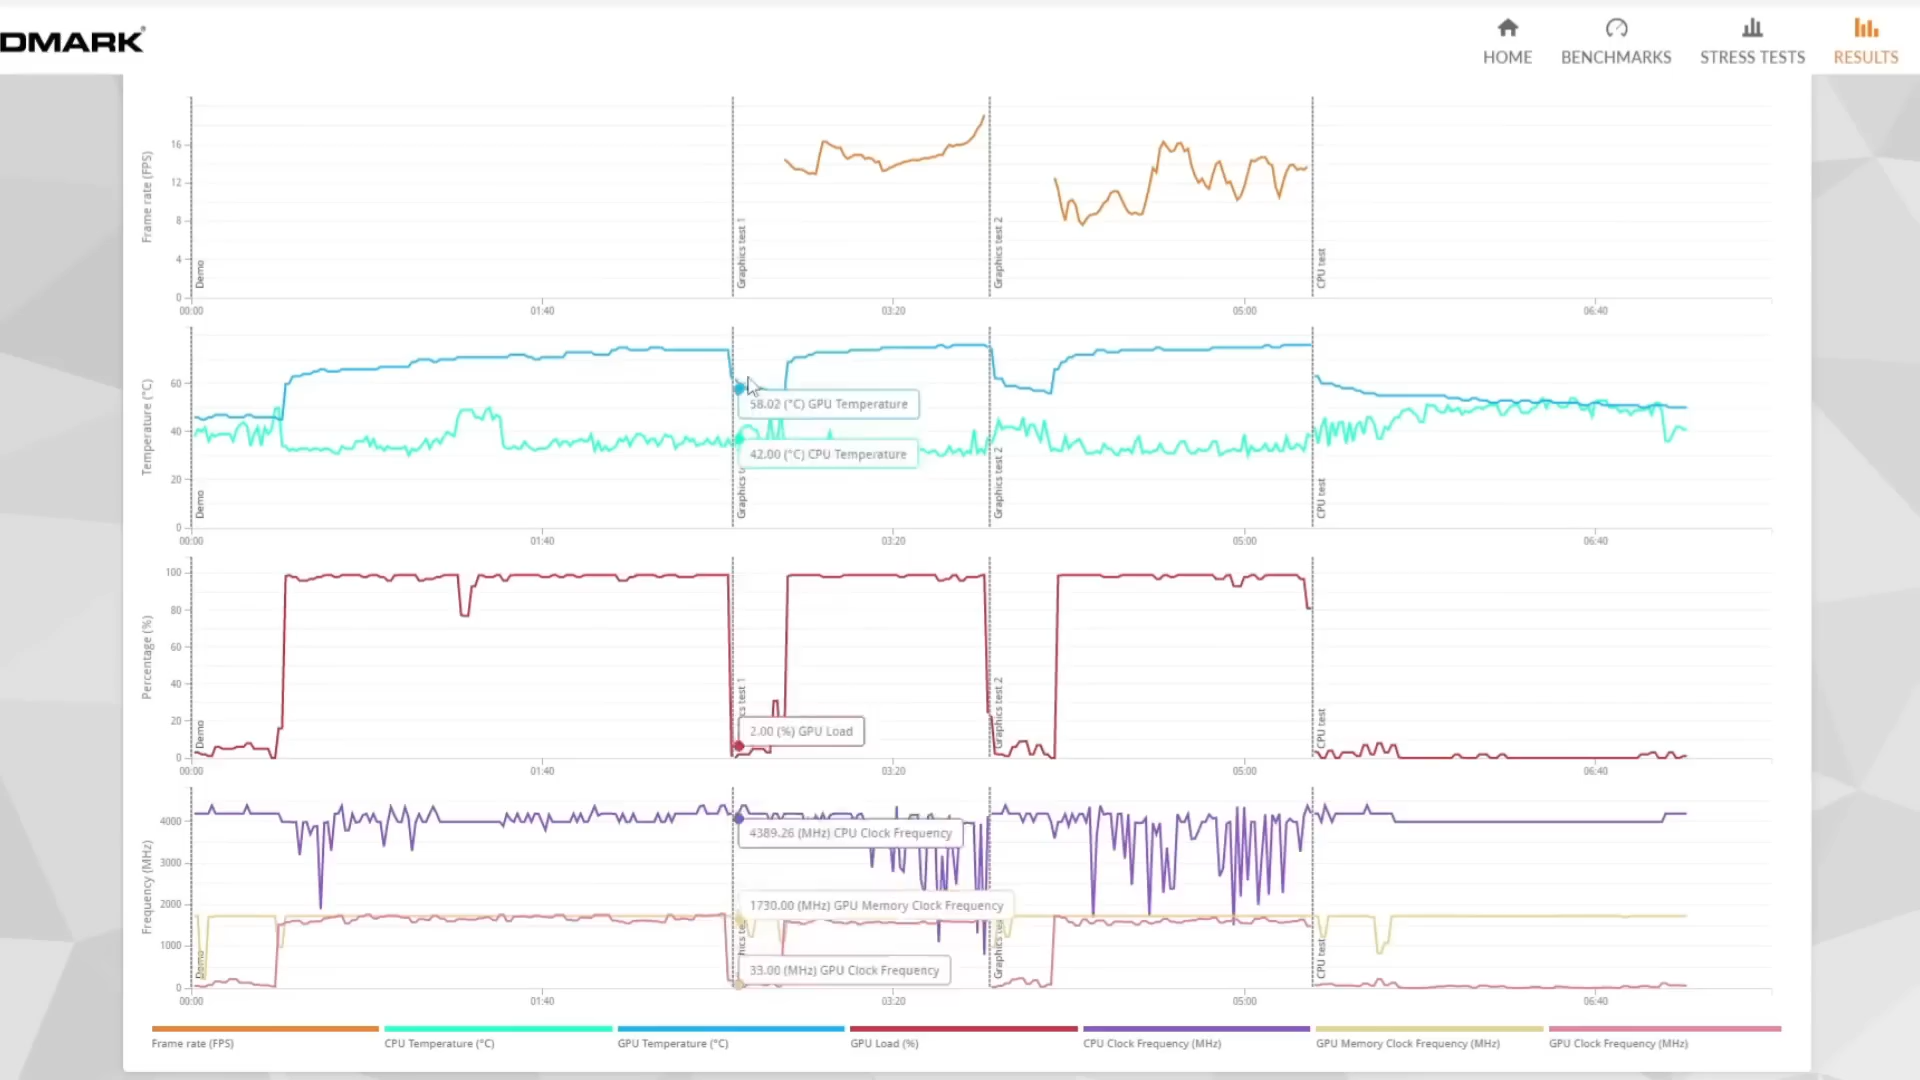 DMARK
HOME
BENCHMARKS
STRESS TESTS
RESULTS
Frame rate (FPS)
16
12
8
4
0
Demo
Graphics test 1
Graphics test 2
CPU test
00:00
01:40
03:20
05:00
06:40
Temperature (°C)
60
40
20
0
58.02 (°C) GPU Temperature
42.00 (°C) CPU Temperature
Demo
Graphics
Graphics test 2
CPU test
00:00
01:40
03:20
05:00
06:40
Percentage (%)
100
80
60
40
20
0
2.00 (%) GPU Load
Demo
cs test 1
Graphics test 2
CPU test
00:00
01:40
03:20
05:00
06:40
Frequency (MHz)
4000
3000
2000
1000
0
4389.26 (MHz) CPU Clock Frequency
1730.00 (MHz) GPU Memory Clock Frequency
33.00 (MHz) GPU Clock Frequency
Demo
Graphics tes
CPU test
00:00
01:40
03:20
05:00
06:40
Frame rate (FPS)
CPU Temperature (°C)
GPU Temperature (°C)
GPU Load (%)
CPU Clock Frequency (MHz)
GPU Memory Clock Frequency (MHz)
GPU Clock Frequency (MHz)